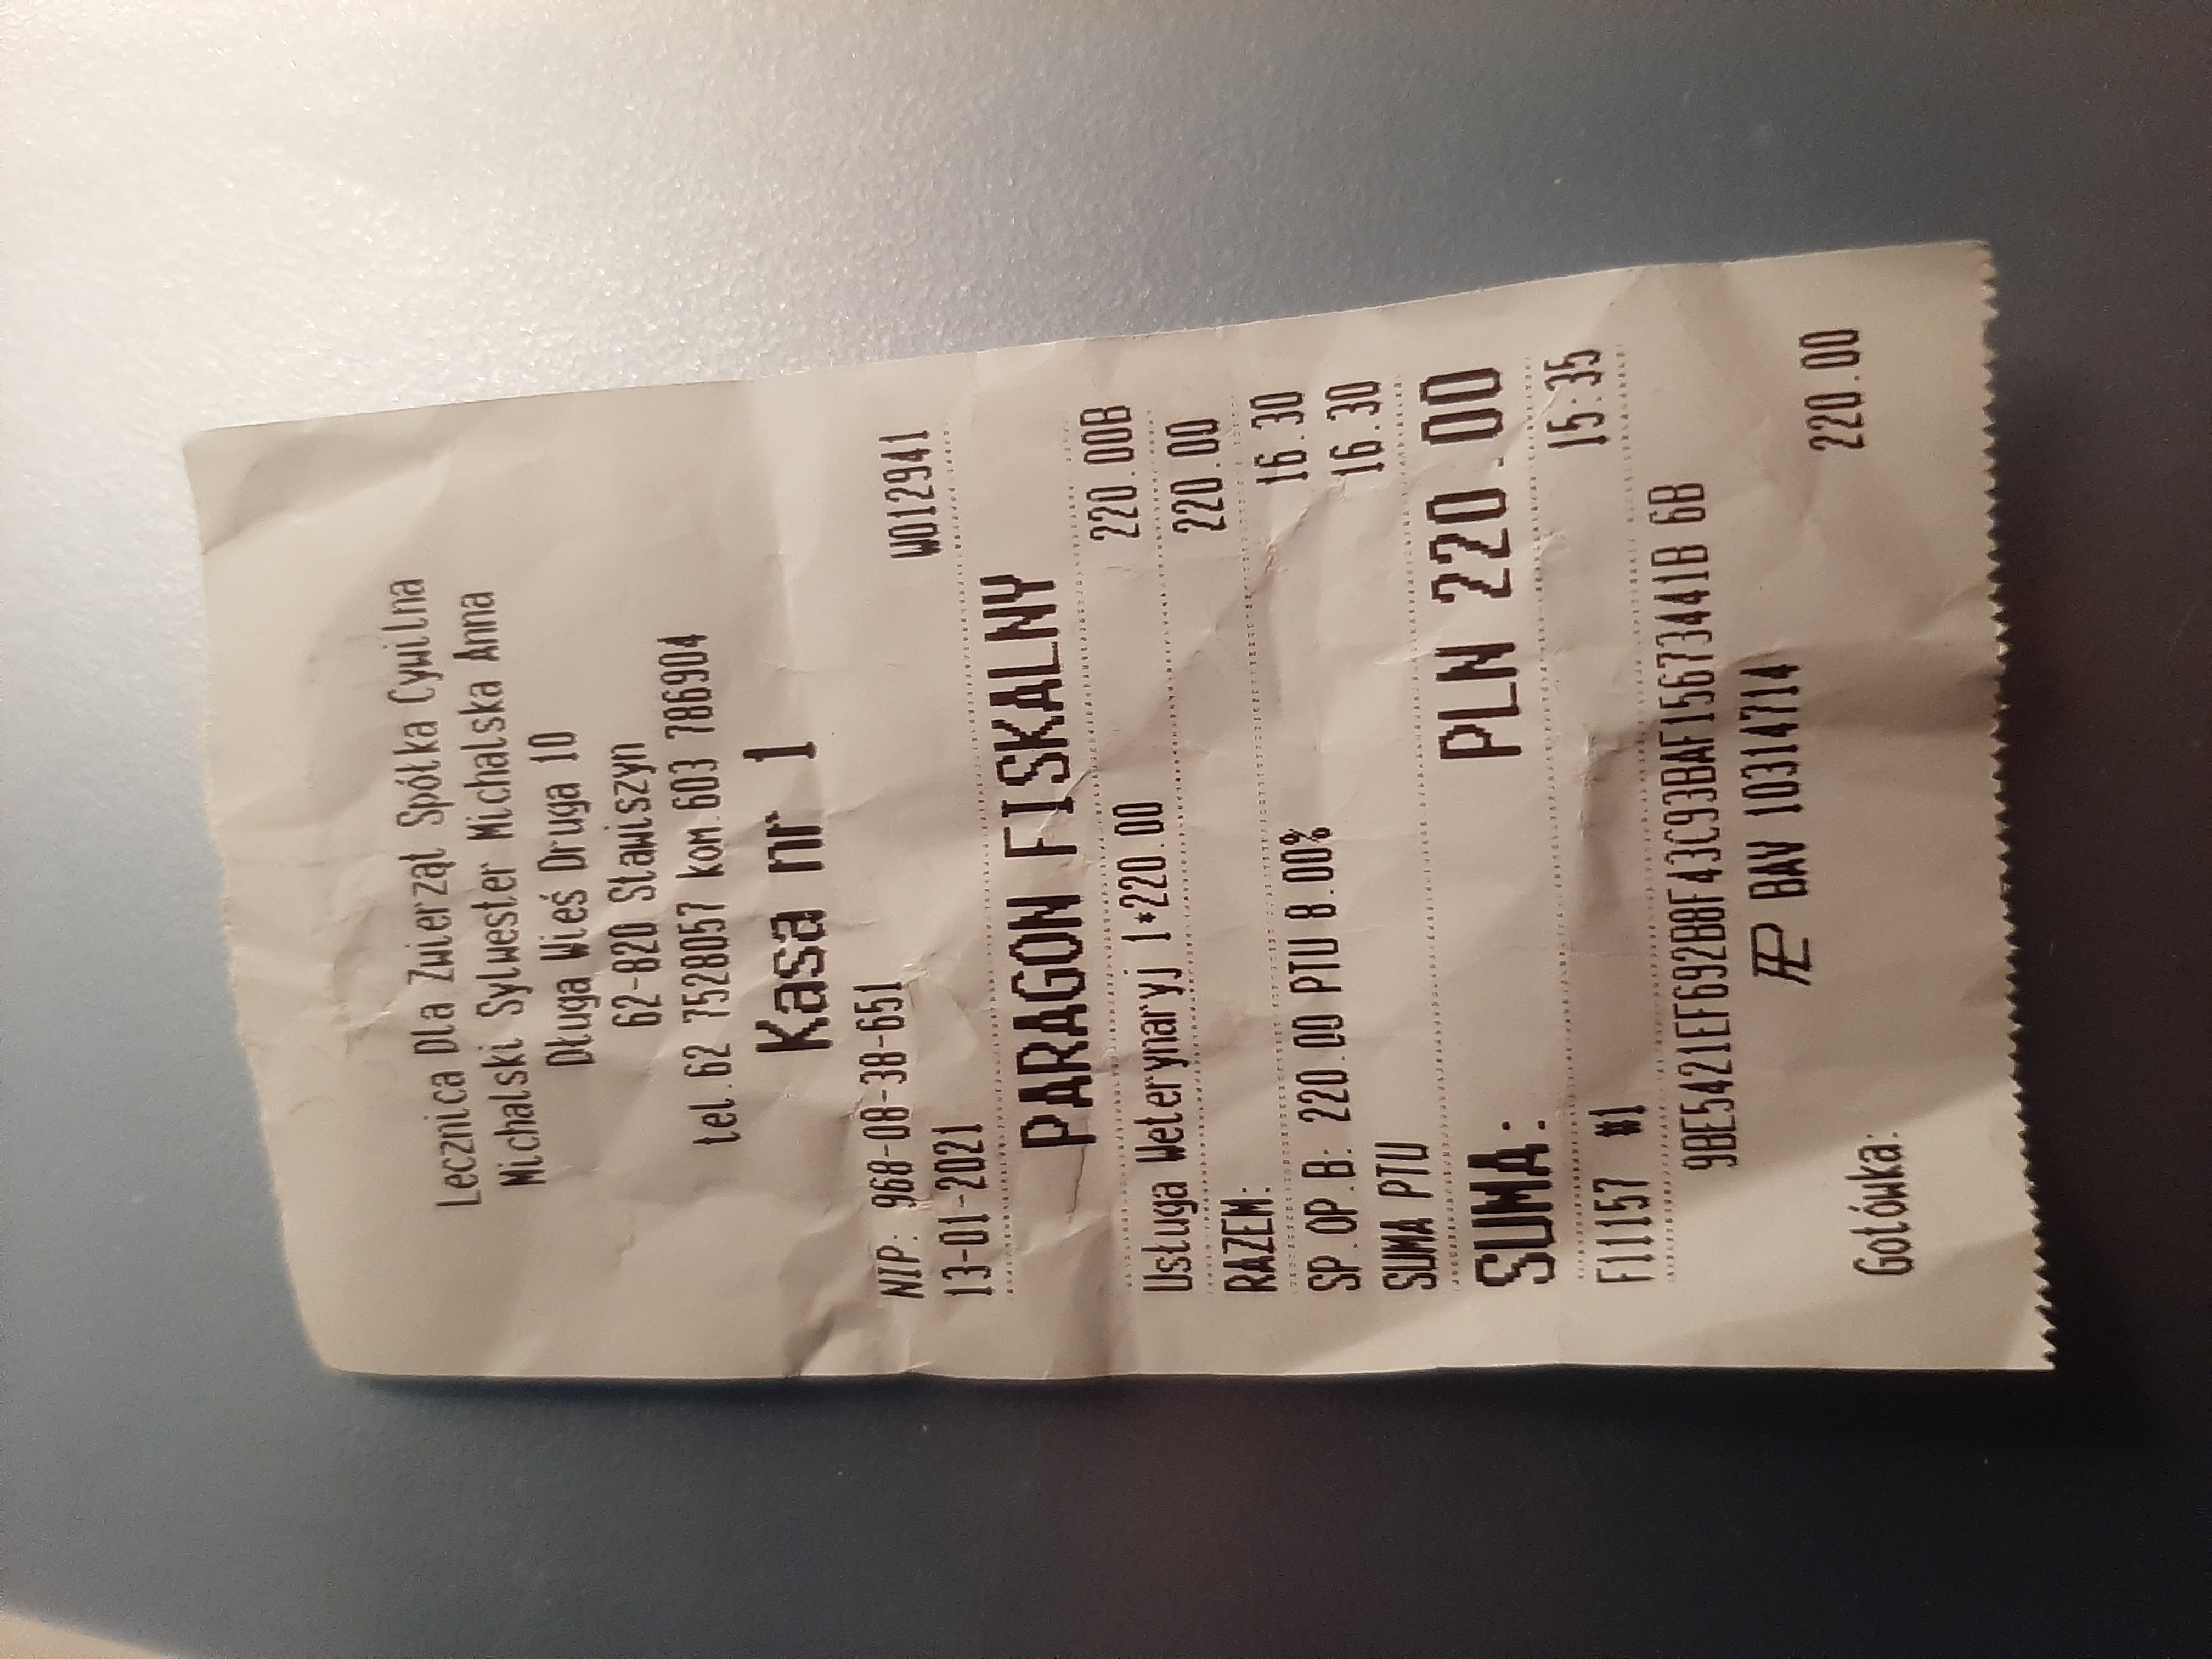 Lecznica Dla Zwierząt Spółka Cywilna
Michalski Sylwester Michalska Anna
Długa Wieś Druga 10
62-820 Stawiszyn
tel.62 7528057 kom.603 786904
Kasa nr 1
NIP: 968-08-38-651
13-01-2021 W012941
PARAGON FISKALNY
Usługa Weterynaryj 1*220.00 220.00B
RAZEM: 220.00
SP.OP.B: 220.00 PTU 8.00% 16.30
SUMA PTU 16.30
SUMA: PLN 220.00
F11157 #1 15:35
9BE5421EF692B8F43C93BAF15673441B 6B
BAV 10314714
Gotówka: 220.00